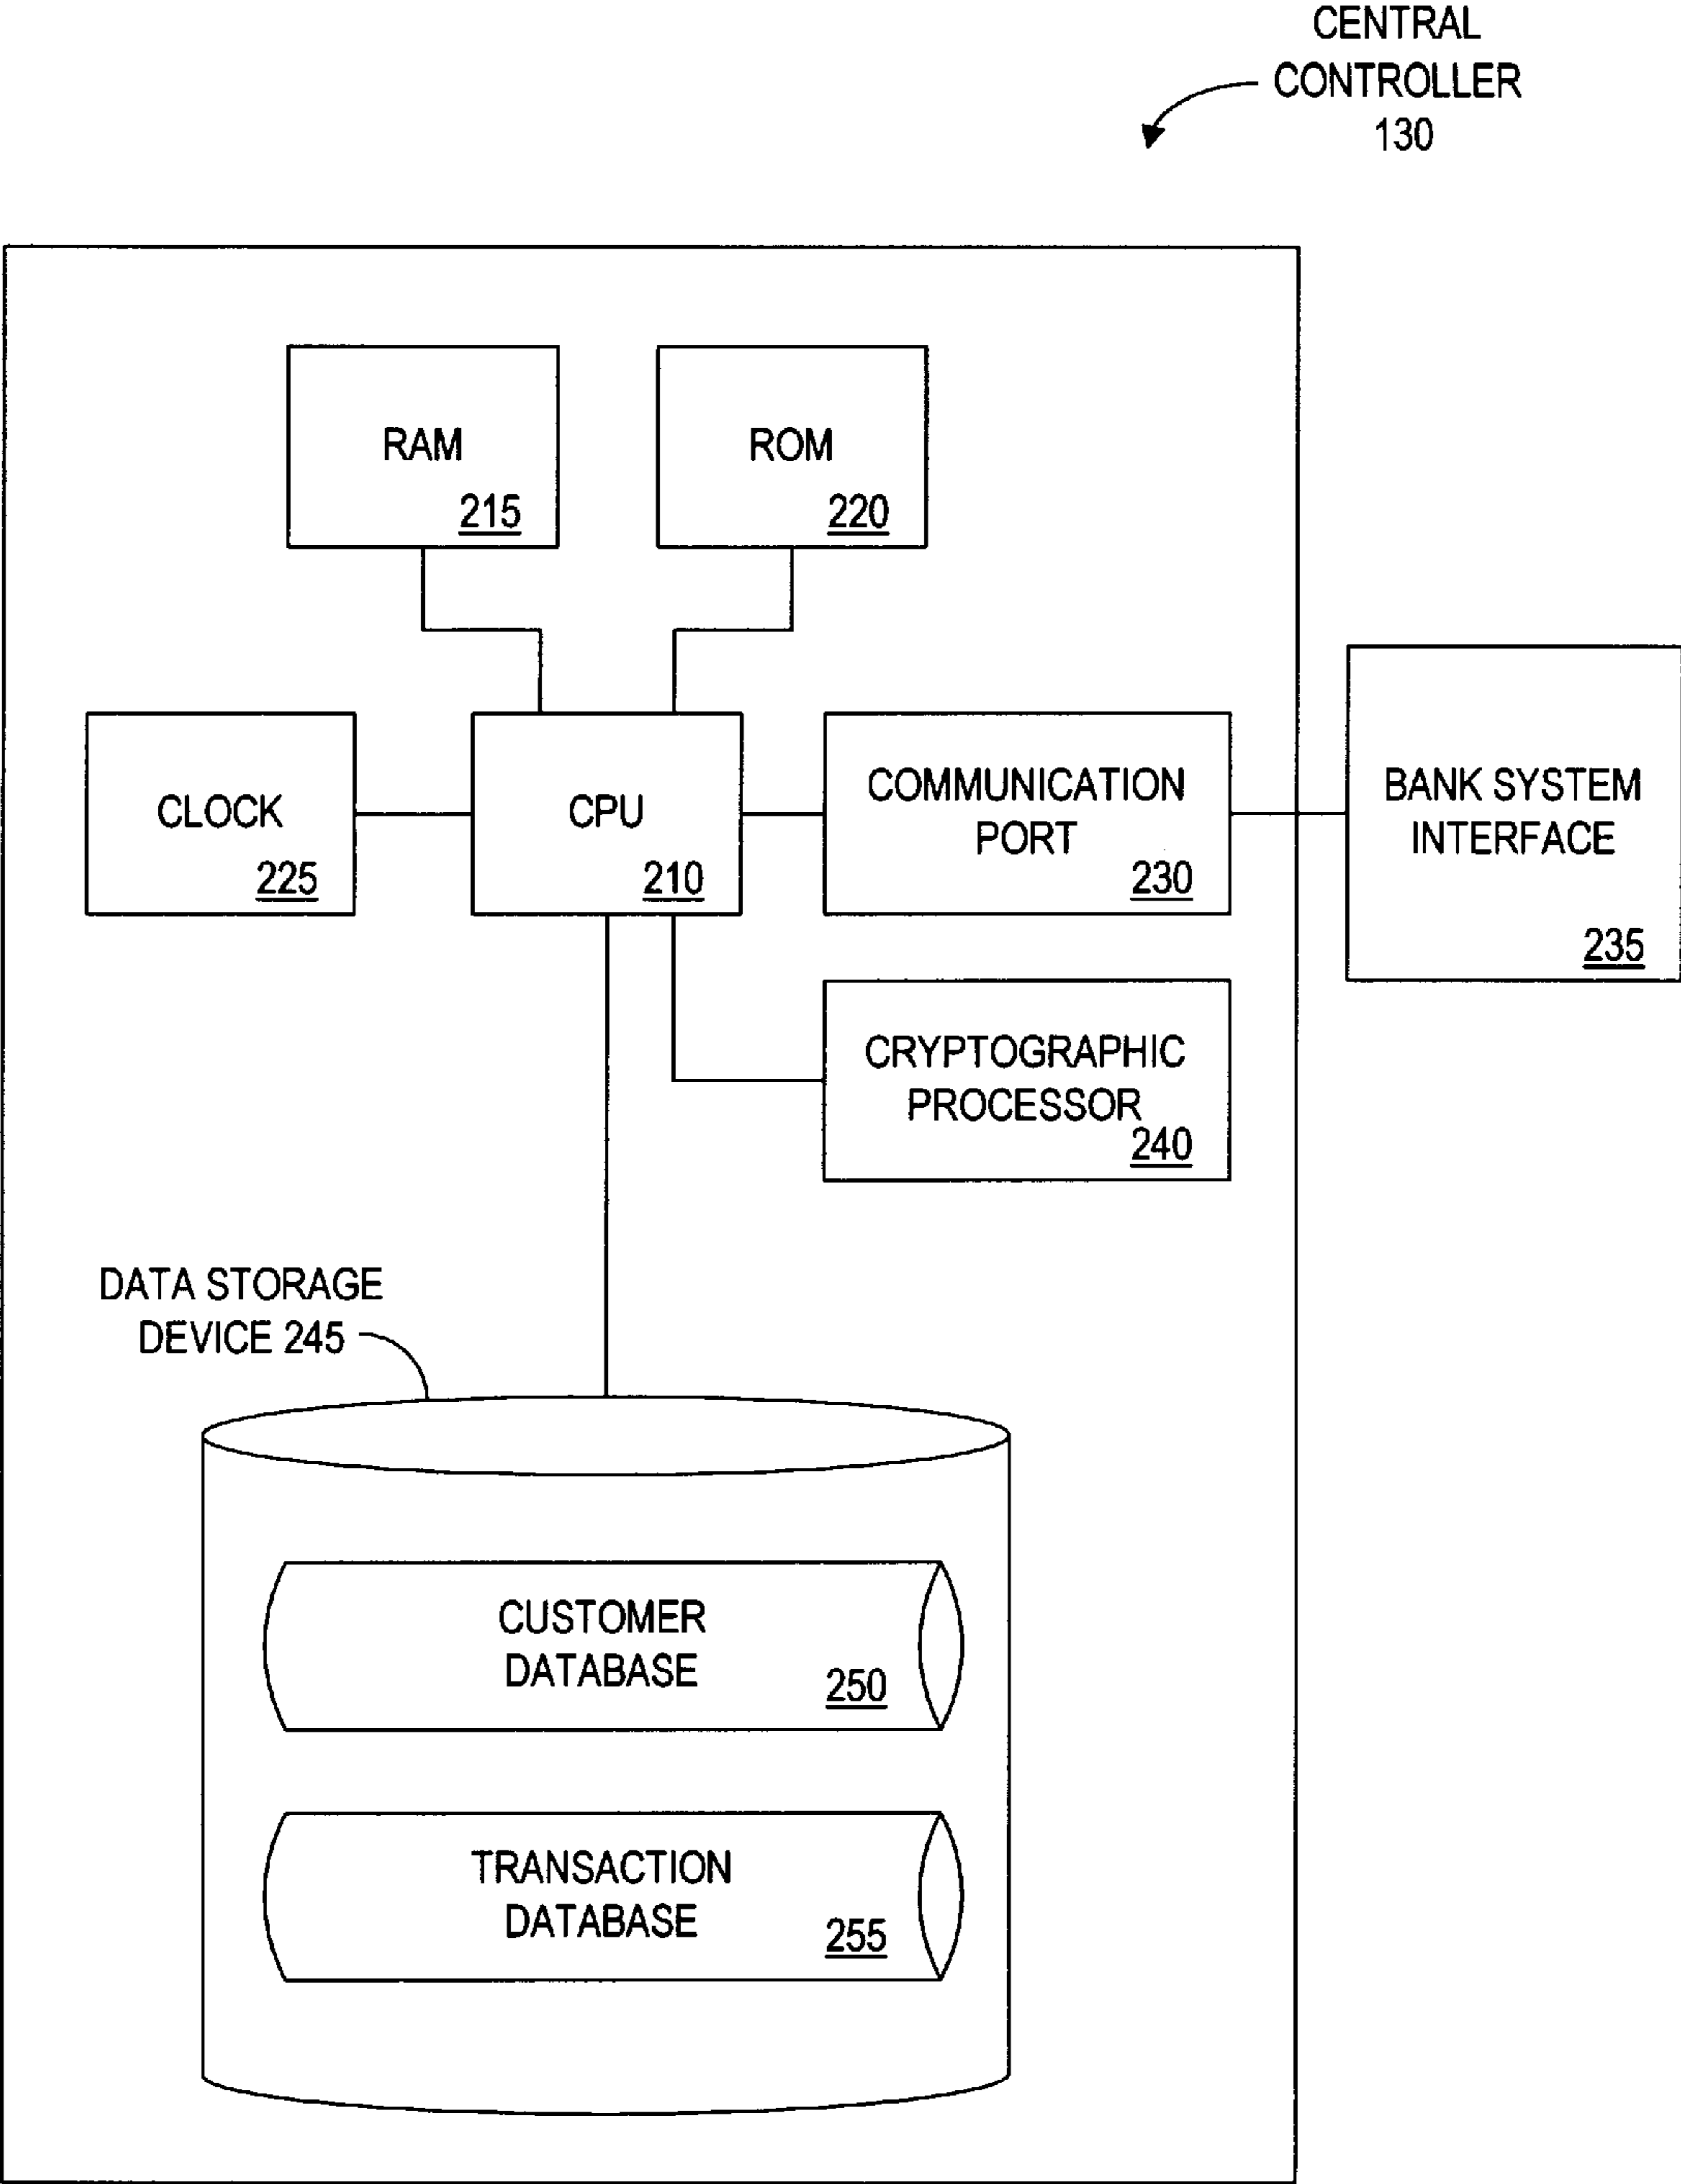 CENTRAL
CONTROLLER
130
RAM
215
ROM
220
CLOCK
225
CPU
210
COMMUNICATION
PORT
230
BANK SYSTEM
INTERFACE
235
CRYPTOGRAPHIC
PROCESSOR
240
DATA STORAGE
DEVICE 245
CUSTOMER
DATABASE
250
TRANSACTION
DATABASE
255